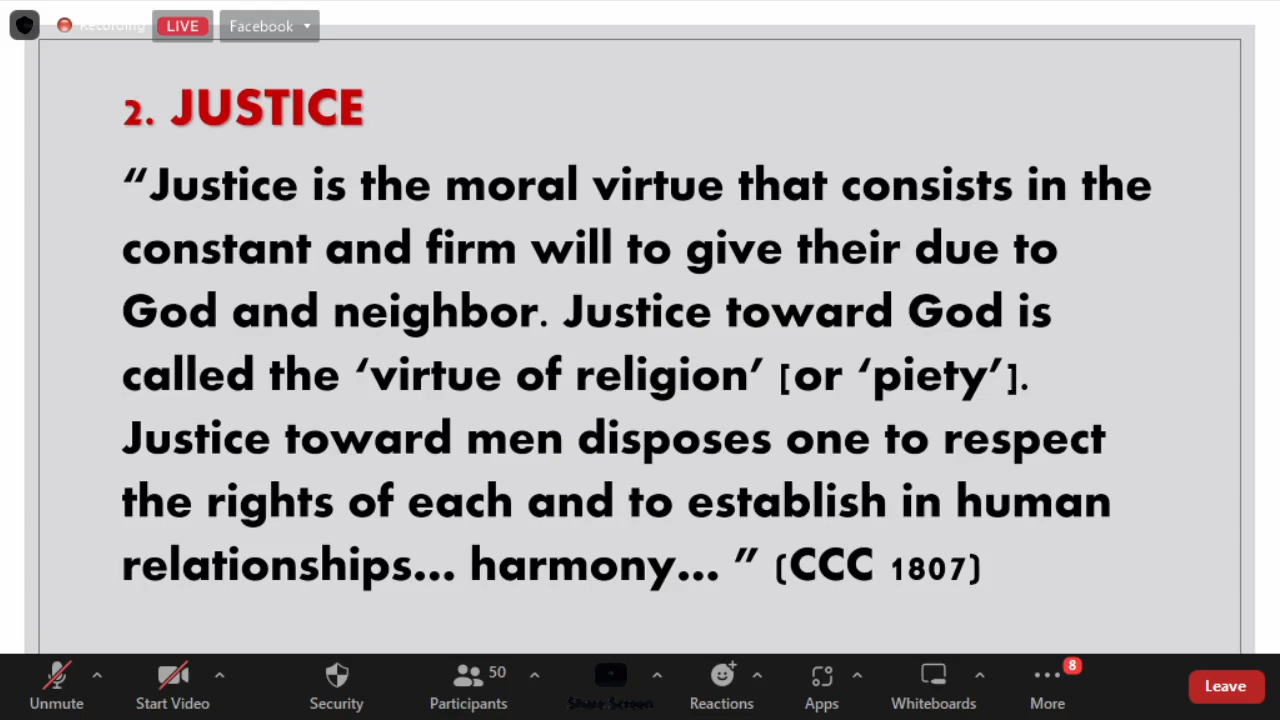 Recording LIVE Facebook
2. JUSTICE
“Justice is the moral virtue that consists in the
constant and firm will to give their due to
God and neighbor. Justice toward God is
called the ‘virtue of religion’ [or ‘piety’].
Justice toward men disposes one to respect
the rights of each and to establish in human
relationships... harmony... ” (CCC 1807)
50 8
Unmute Start Video Security Participants Share Screen Reactions Apps Whiteboards More Leave